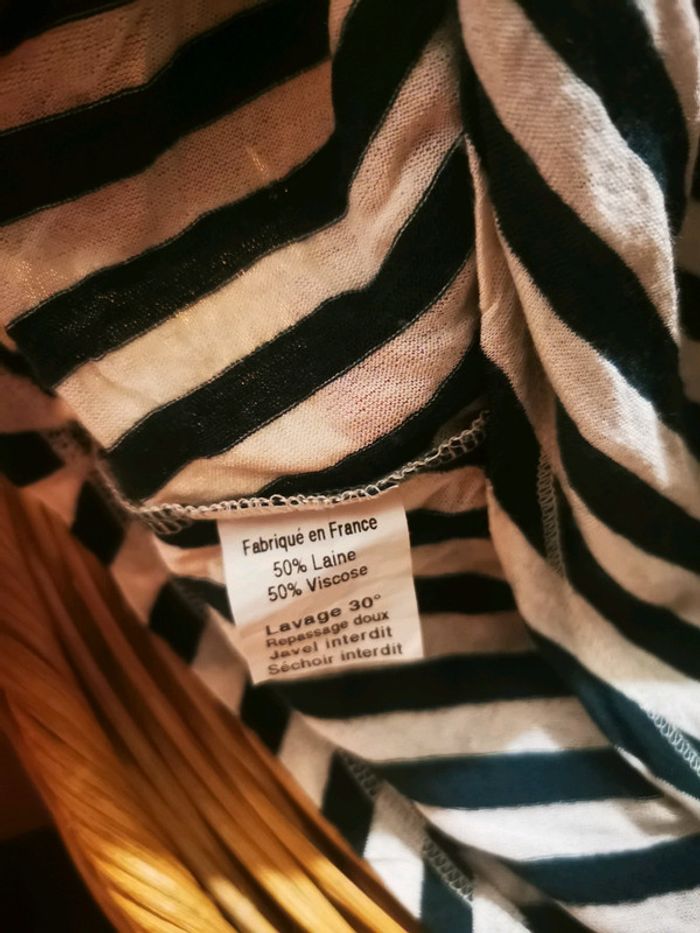 Fabriqué en France
50% Laine
50% Viscose
Lavage 30°
Repassage doux
Javel interdit
Séchoir interdit